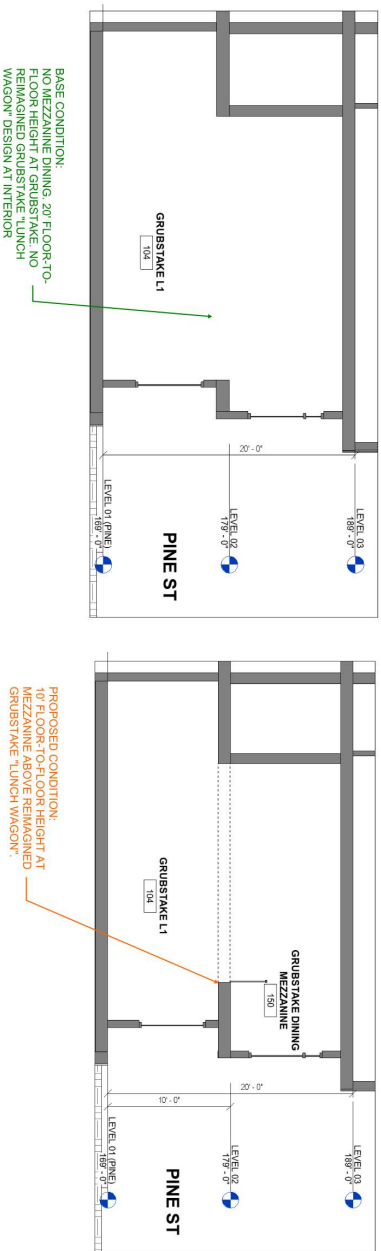 GRUBSTAKE L1
104
20' - 0"
LEVEL 03
189' - 0"
LEVEL 02
179' - 0"
LEVEL 01 (PINE)
169' - 0"
PINE ST
BASE CONDITION:
NO MEZZANINE DINING. 20' FLOOR-TO-
FLOOR HEIGHT AT GRUBSTAKE. NO
REIMAGINED GRUBSTAKE "LUNCH
WAGON" DESIGN AT INTERIOR
GRUBSTAKE DINING
MEZZANINE
150
GRUBSTAKE L1
104
20' - 0"
10' - 0"
LEVEL 03
189' - 0"
LEVEL 02
179' - 0"
LEVEL 01 (PINE)
169' - 0"
PINE ST
PROPOSED CONDITION:
10' FLOOR-TO-FLOOR HEIGHT AT
MEZZANINE ABOVE REIMAGINED
GRUBSTAKE "LUNCH WAGON".